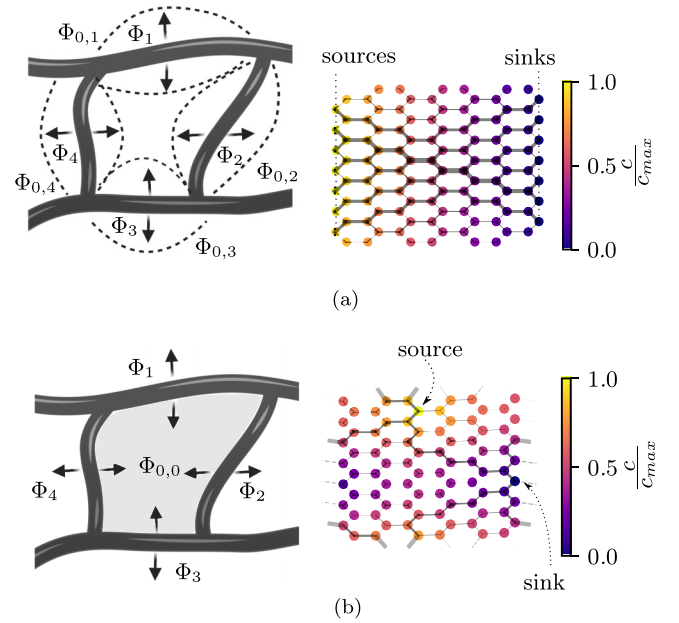 Φ0,1
Φ1
Φ4
Φ2
Φ0,4
Φ0,2
Φ3
Φ0,3
sources
sinks
1.0
0.5
0.0
c/cmax
(a)
Φ1
Φ0,0
Φ4
Φ2
Φ3
source
sink
1.0
0.5
0.0
c/cmax
(b)